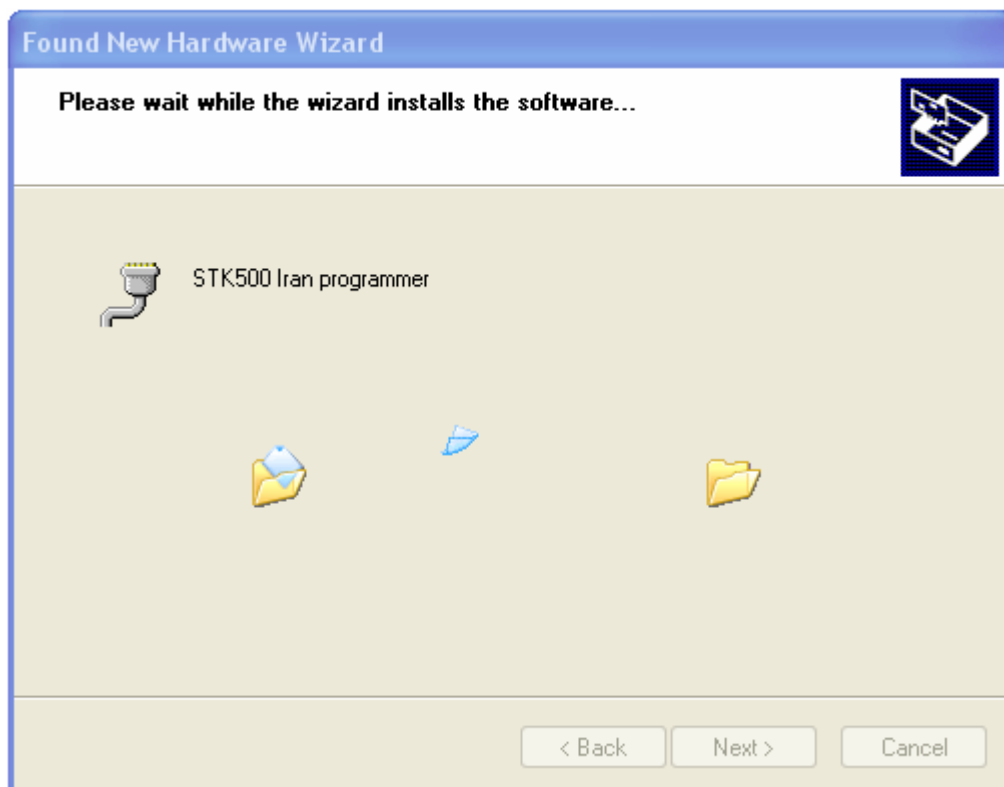 Found New Hardware Wizard
Please wait while the wizard installs the software...
STK500 Iran programmer
< Back
Next >
Cancel